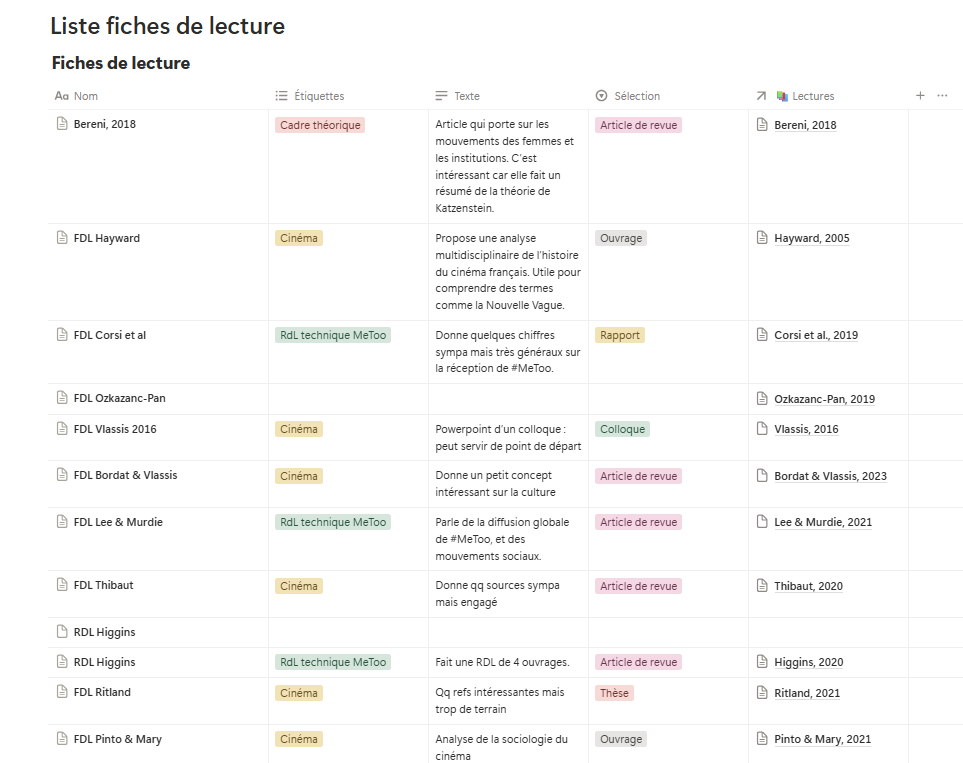 Liste fiches de lecture
Fiches de lecture
Aa Nom
Étiquettes
Texte
Sélection
Lectures
Bereni, 2018
Cadre théorique
Article qui porte sur les
mouvements des femmes et
les institutions. C'est
intéressant car elle fait un
résumé de la théorie de
Katzenstein.
Article de revue
Bereni, 2018
FDL Hayward
Cinéma
Propose une analyse
multidisciplinaire de l'histoire
du cinéma français. Utile pour
comprendre des termes
comme la Nouvelle Vague.
Ouvrage
Hayward, 2005
FDL Corsi et al
RdL technique MeToo
Donne quelques chiffres
sympa mais très généraux sur
la réception de #MeToo.
Rapport
Corsi et al., 2019
FDL Ozkazanc-Pan
Ozkazanc-Pan, 2019
FDL Vlassis 2016
Cinéma
Powerpoint d'un colloque :
peut servir de point de départ
Colloque
Vlassis, 2016
FDL Bordat & Vlassis
Cinéma
Donne un petit concept
intéressant sur la culture
Article de revue
Bordat & Vlassis, 2023
FDL Lee & Murdie
RdL technique MeToo
Parle de la diffusion globale
de #MeToo, et des
mouvements sociaux.
Article de revue
Lee & Murdie, 2021
FDL Thibaut
Cinéma
Donne qq sources sympa
mais engagé
Article de revue
Thibaut, 2020
RDL Higgins
RDL Higgins
RdL technique MeToo
Fait une RDL de 4 ouvrages.
Article de revue
Higgins, 2020
FDL Ritland
Cinéma
Qq refs intéressantes mais
trop de terrain
Thèse
Ritland, 2021
FDL Pinto & Mary
Cinéma
Analyse de la sociologie du
cinéma
Ouvrage
Pinto & Mary, 2021